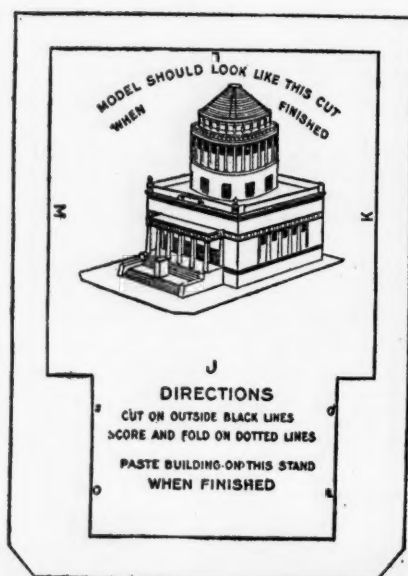 L
MODEL SHOULD LOOK LIKE THIS CUT
WHEN FINISHED
M
K
J
DIRECTIONS
CUT ON OUTSIDE BLACK LINES
SCORE AND FOLD ON DOTTED LINES
PASTE BUILDING ON THIS STAND
WHEN FINISHED
O